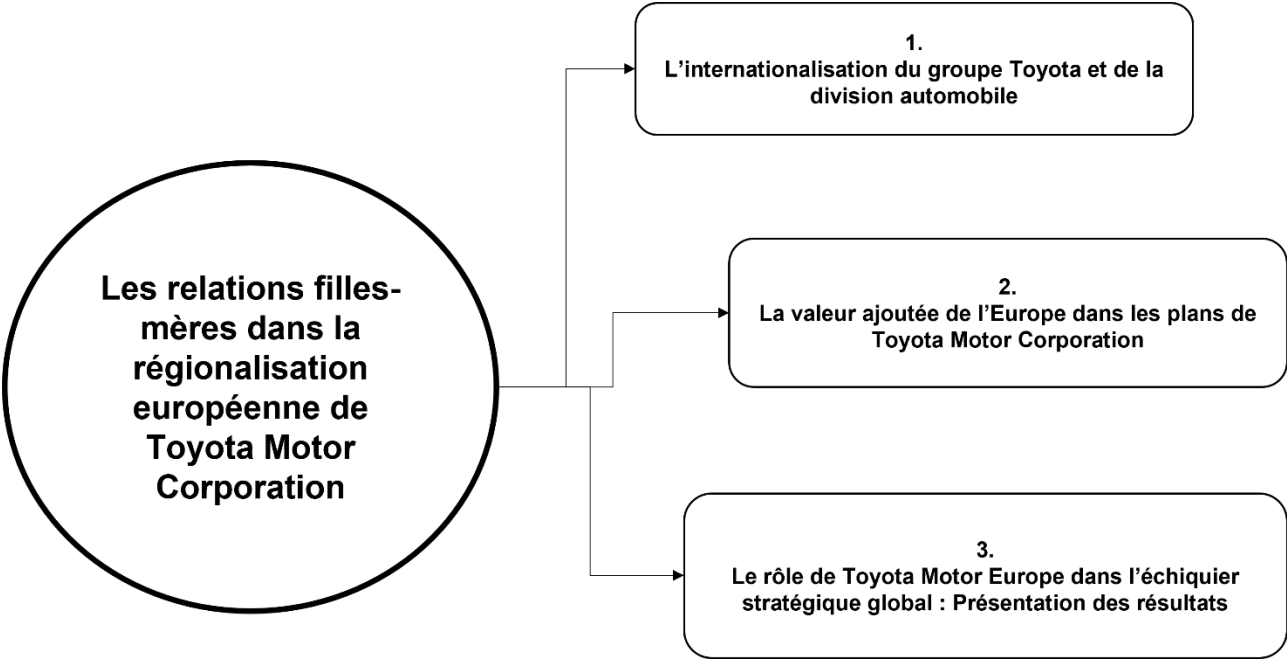 Les relations filles-
mères dans la
régionalisation
européenne de
Toyota Motor
Corporation
1.
L’internationalisation du groupe Toyota et de la
division automobile
2.
La valeur ajoutée de l’Europe dans les plans de
Toyota Motor Corporation
3.
Le rôle de Toyota Motor Europe dans l’échiquier
stratégique global : Présentation des résultats